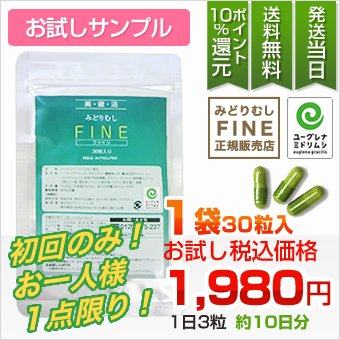 お試しサンプル
ポイント
10%還元
送料無料
発送当日
美・健・活
みどりむし
FINE
ファイン
30粒入り
みどりむし
FINE
正規販売店
ユーグレナ
ミドリムシ
euglena gracilis
初回のみ！
お一人様
1点限り！
1袋30粒入
お試し税込価格
1,980円
1日3粒 約10日分